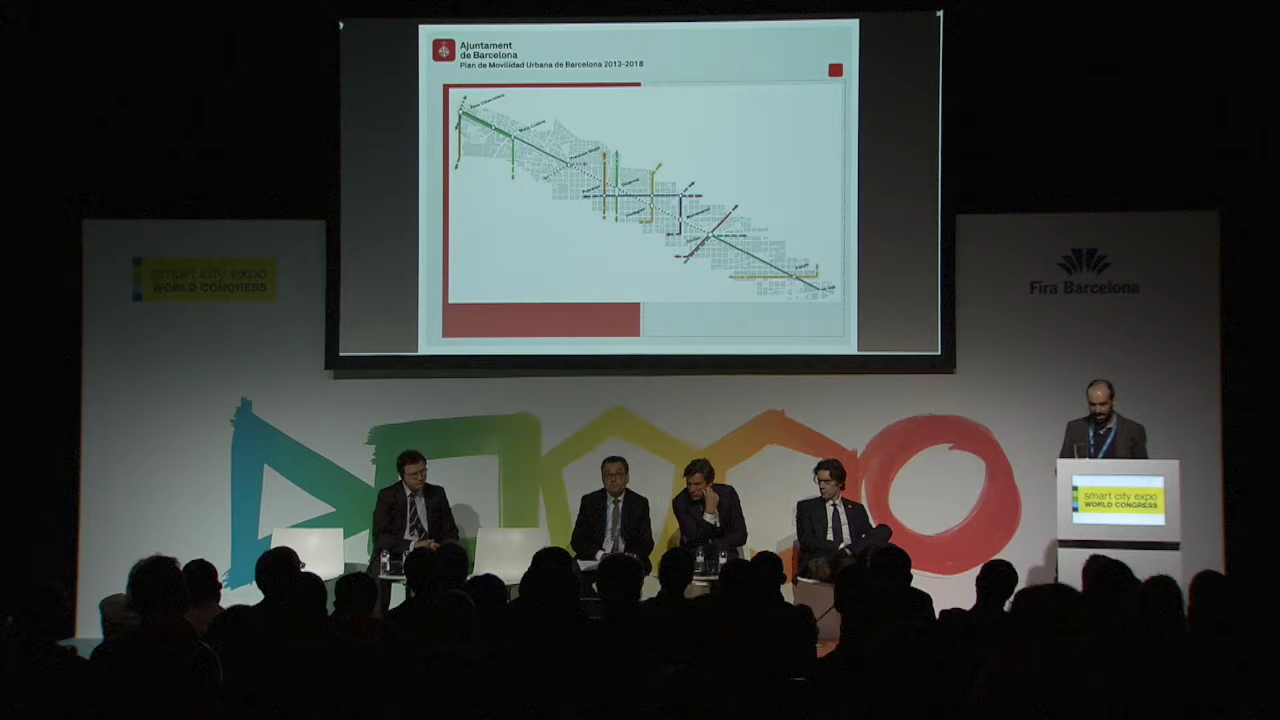 Ajuntament
de Barcelona
Plan de Movilidad Urbana de Barcelona 2013-2018
smart city expo
WORLD CONGRESS
Fira Barcelona
smart city expo
WORLD CONGRESS